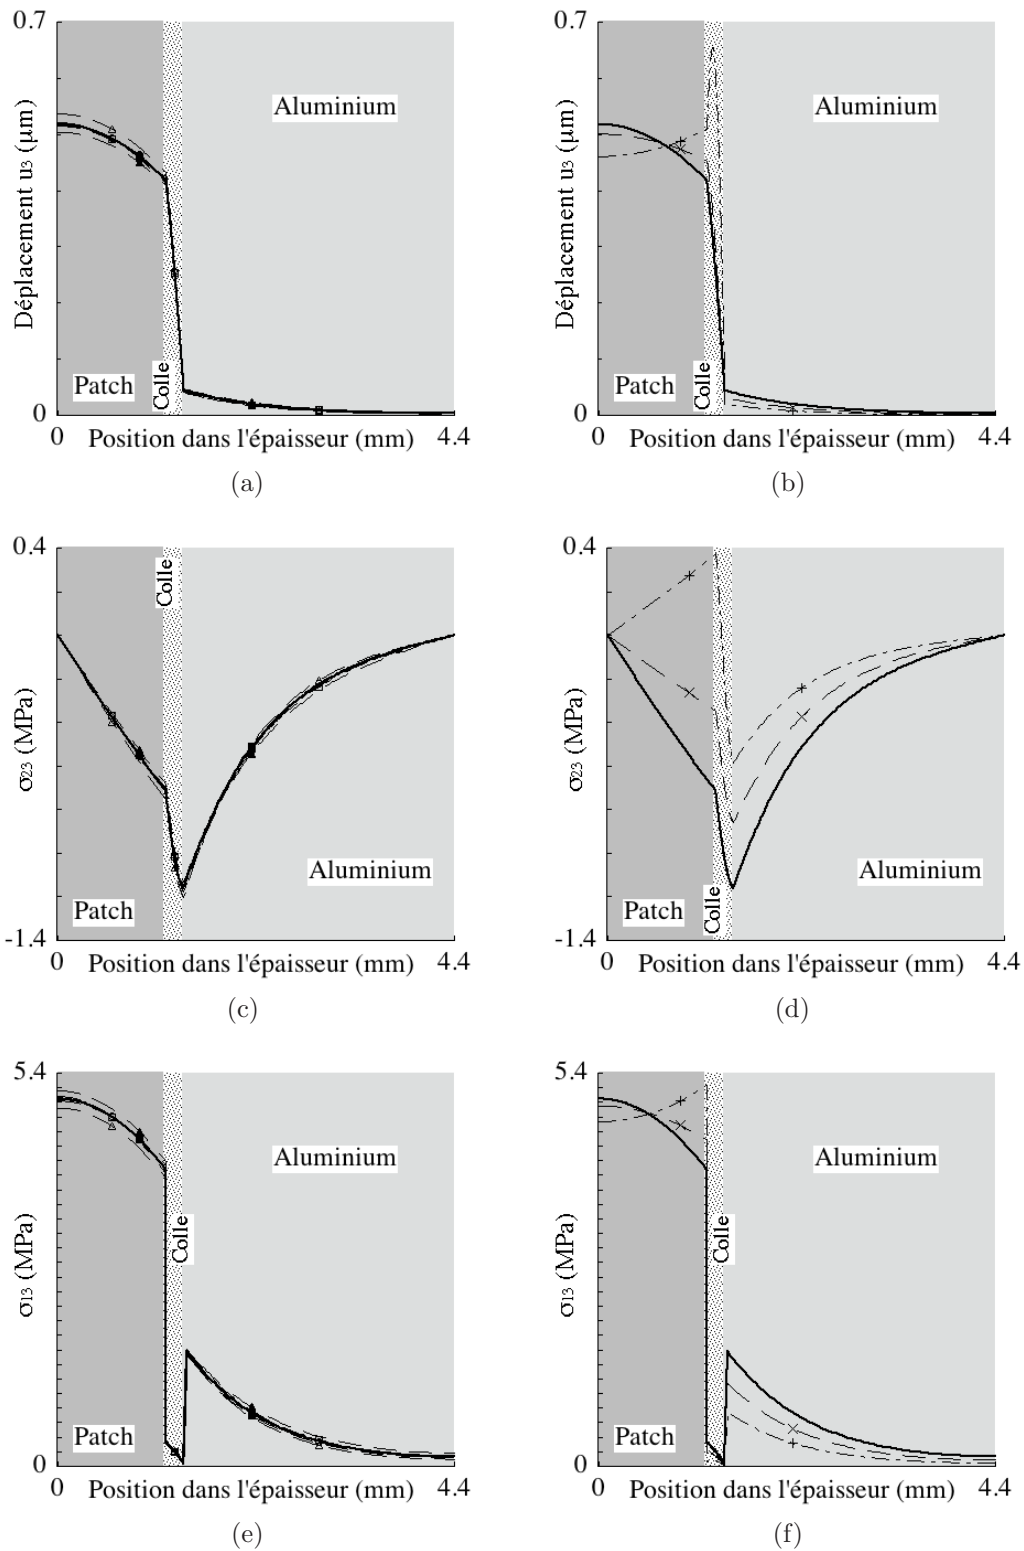 0.7
Déplacement u3 (µm)
Aluminium
Patch
Colle
0
0
Position dans l'épaisseur (mm)
4.4
(a)
0.7
Déplacement u3 (µm)
Aluminium
Patch
Colle
0
0
Position dans l'épaisseur (mm)
4.4
(b)
0.4
Colle
σ23 (MPa)
Aluminium
Patch
-1.4
0
Position dans l'épaisseur (mm)
4.4
(c)
0.4
σ23 (MPa)
Aluminium
Patch
Colle
-1.4
0
Position dans l'épaisseur (mm)
4.4
(d)
5.4
Aluminium
Colle
σ13 (MPa)
Patch
0
0
Position dans l'épaisseur (mm)
4.4
(e)
5.4
Aluminium
Colle
σ13 (MPa)
Patch
0
0
Position dans l'épaisseur (mm)
4.4
(f)